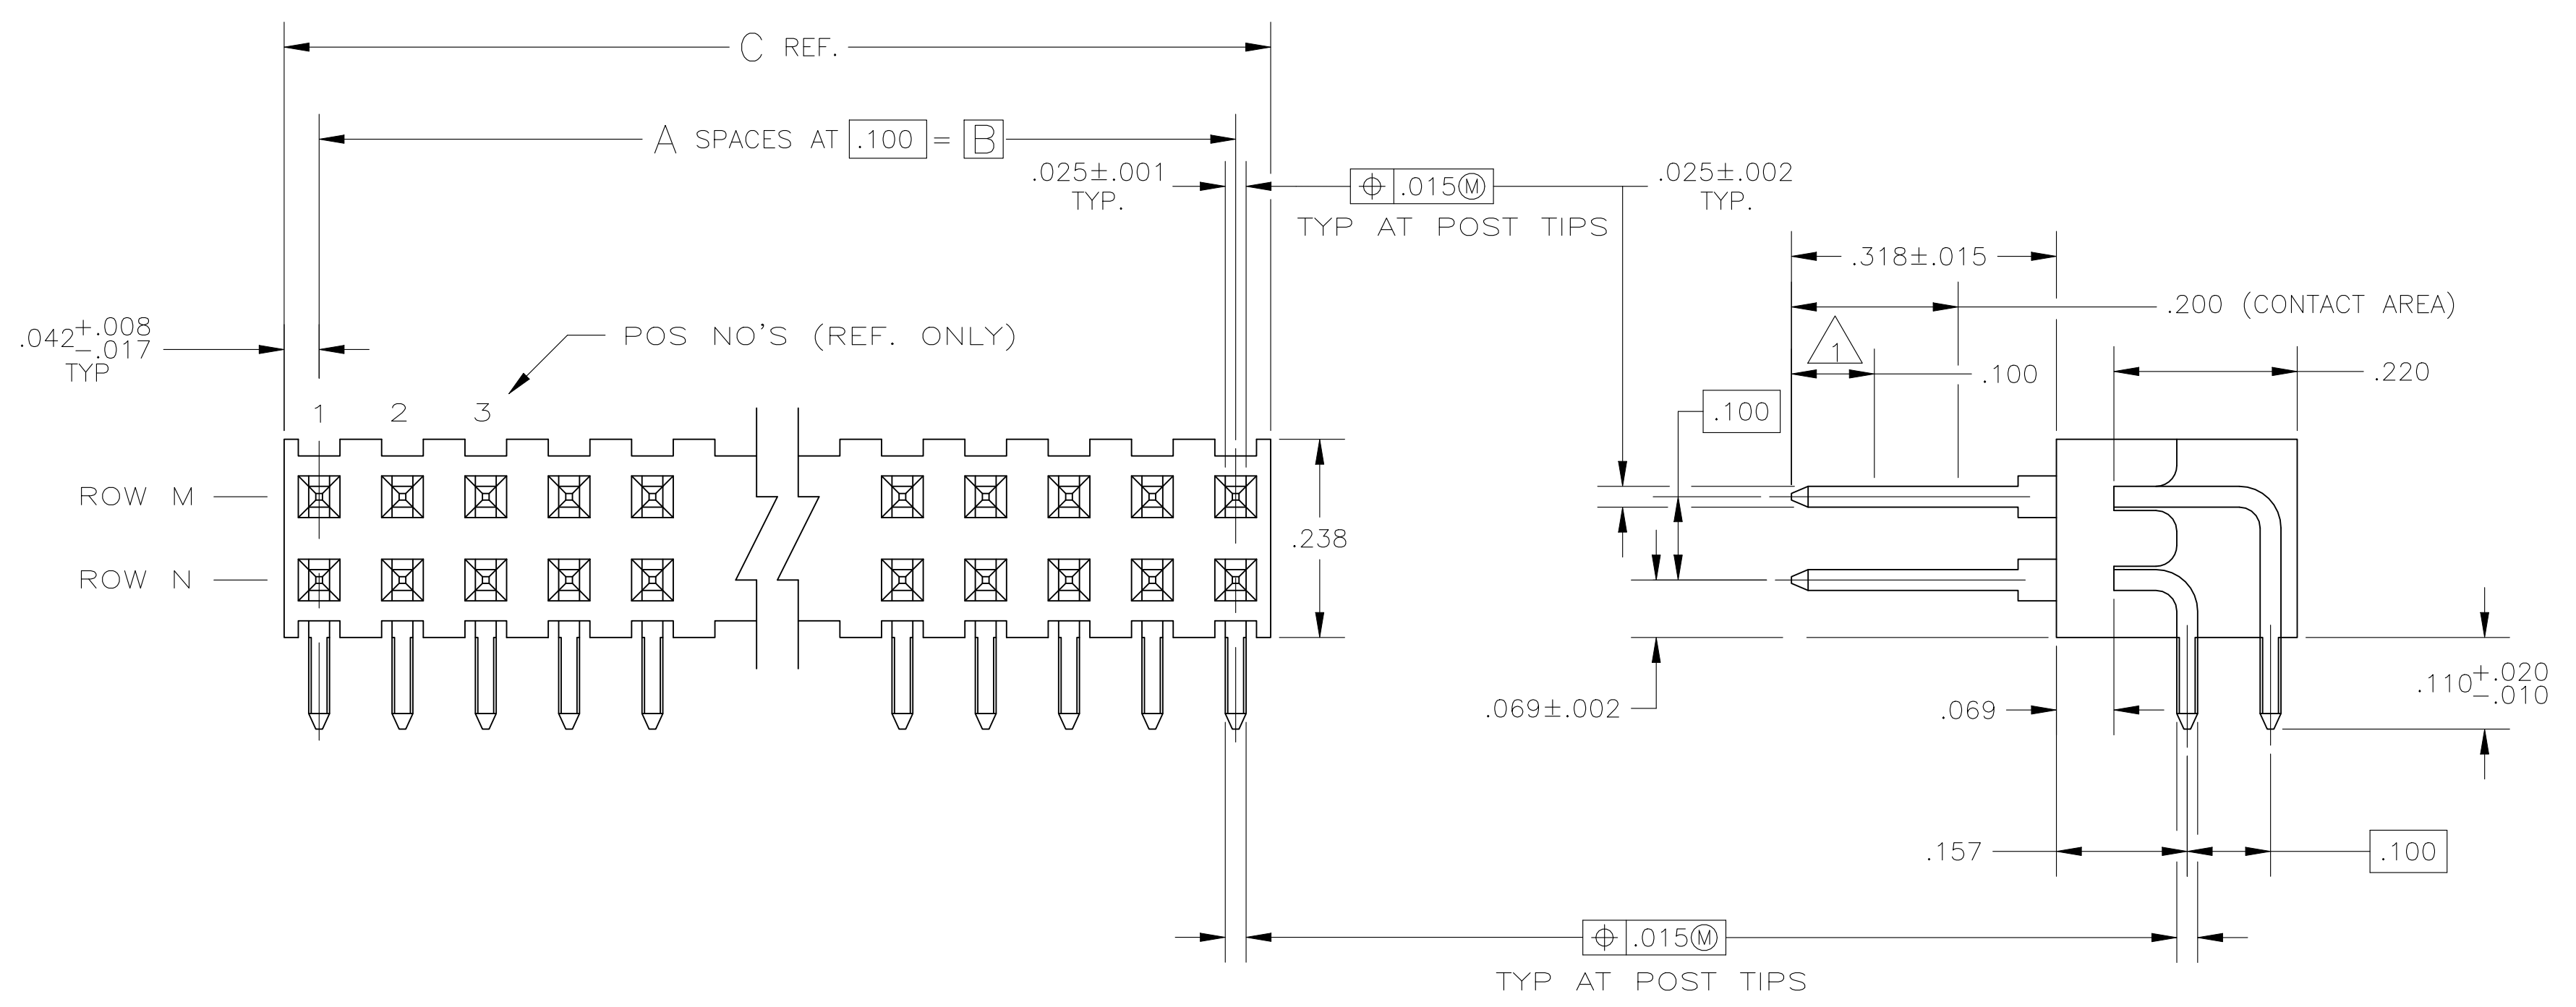 C REF.
A SPACES AT .100 = B
.025±.001
TYP.
⌖ .015Ⓜ
TYP AT POST TIPS
.025±.002
TYP.
.318±.015
.200 (CONTACT AREA)
1
.100
.220
.100
.042+.008
-.017
TYP
POS NO'S (REF. ONLY)
1 2 3
ROW M
ROW N
.238
.069±.002
.069
.110+.020
-.010
.157
.100
⌖ .015Ⓜ
TYP AT POST TIPS